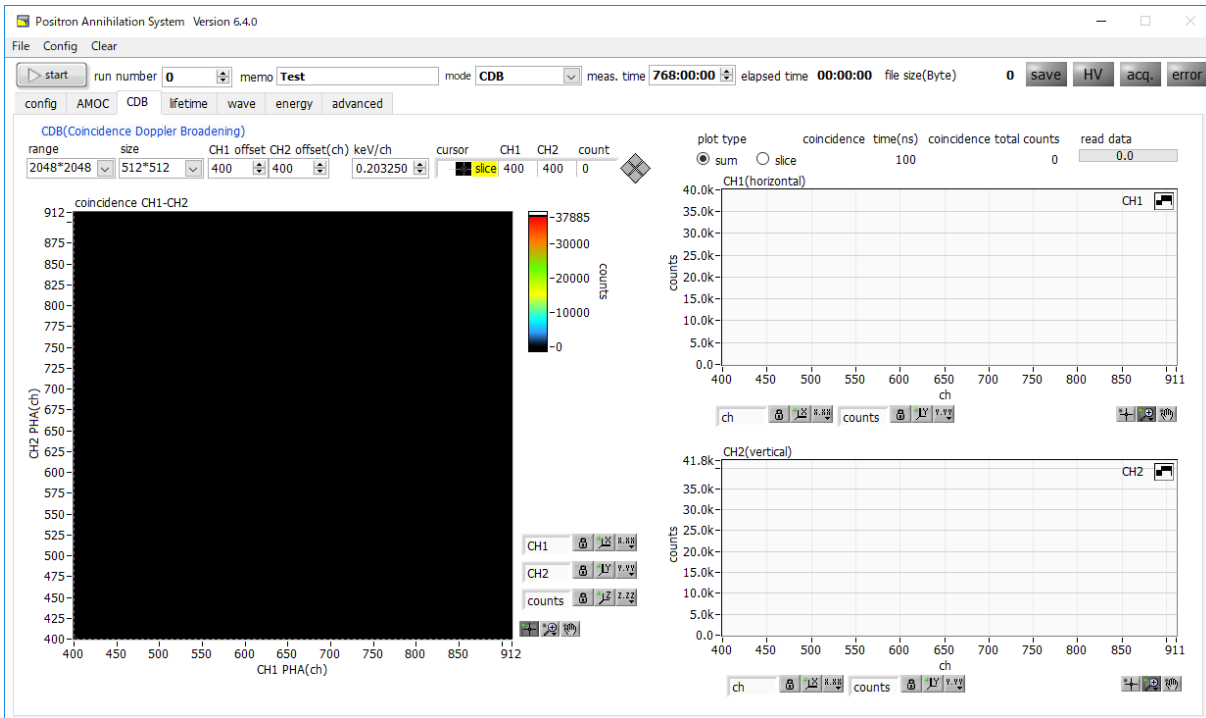 Positron Annihilation System Version 6.4.0
File Config Clear
start run number 0 memo Test mode CDB meas. time 768:00:00 elapsed time 00:00:00 file size(Byte) 0 save HV acq. error
config AMOC CDB lifetime wave energy advanced
CDB(Coincidence Doppler Broadening)
range size CH1 offset CH2 offset(ch) keV/ch cursor CH1 CH2 count
2048*2048 512*512 400 400 0.203250 slice 400 400 0
plot type coincidence time(ns) coincidence total counts read data
sum slice 100 0 0.0
coincidence CH1-CH2
912
875
850
825
800
775
750
725
700
675
650
625
600
575
550
525
500
475
450
425
400
CH2 PHA(ch)
400 450 500 550 600 650 700 750 800 850 912
CH1 PHA(ch)
37885
30000
20000
10000
0
counts
CH1 X X.XX
CH2 Y Y.YY
counts Z Z.ZZ
CH1(horizontal)
CH1
40.0k
35.0k
30.0k
25.0k
20.0k
15.0k
10.0k
5.0k
0.0
counts
400 450 500 550 600 650 700 750 800 850 911
ch
ch X X.XX counts Y Y.YY
CH2(vertical)
CH2
41.8k
35.0k
30.0k
25.0k
20.0k
15.0k
10.0k
5.0k
0.0
counts
400 450 500 550 600 650 700 750 800 850 911
ch
ch X X.XX counts Y Y.YY